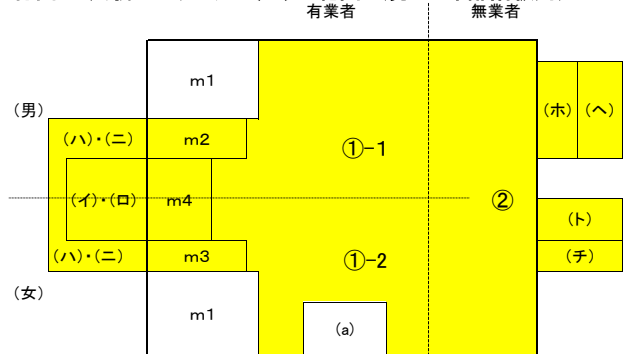 有業者 無業者
m1
(男)
(ホ) (ヘ)
(ハ)・(ニ) m2
①-1
(イ)・(ロ) m4 ②
(ト)
(ハ)・(ニ) m3 ①-2 (チ)
(女)
m1
(a)